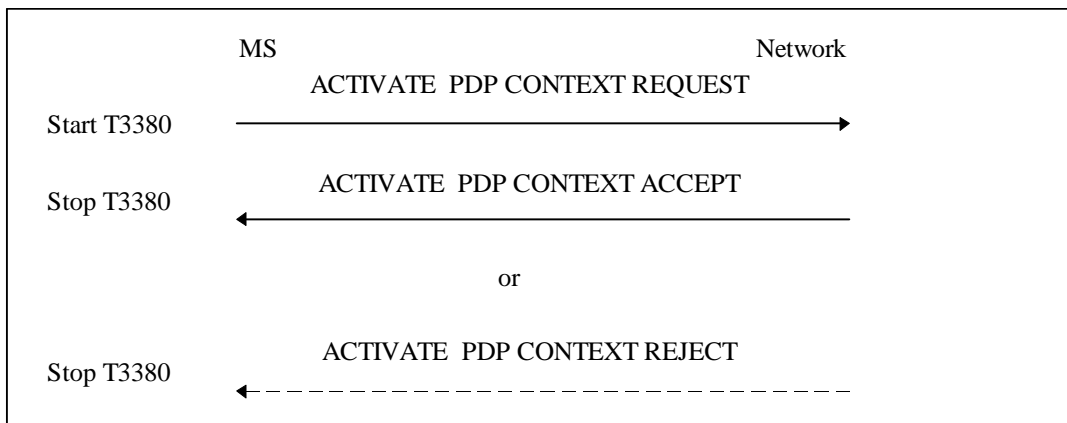 MS Network
ACTIVATE PDP CONTEXT REQUEST
Start T3380
ACTIVATE PDP CONTEXT ACCEPT
Stop T3380
or
ACTIVATE PDP CONTEXT REJECT
Stop T3380